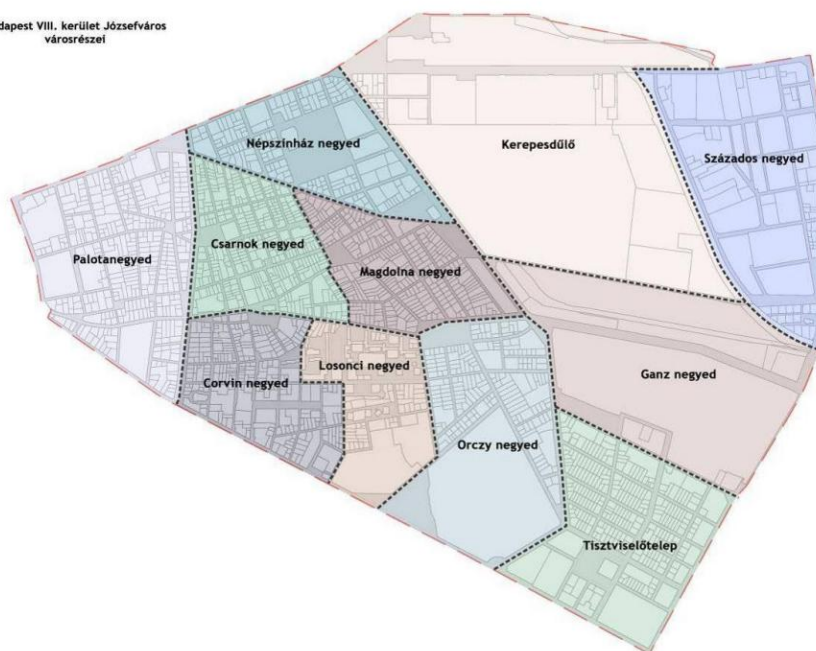 dapest VIII. kerület Józsefváros
városrészei
Népszínház negyed
Kerepesdűlő
Százados negyed
Csarnok negyed
Palotanegyed
Magdolna negyed
Losonci negyed
Ganz negyed
Corvin negyed
Orczy negyed
Tisztviselőtelep